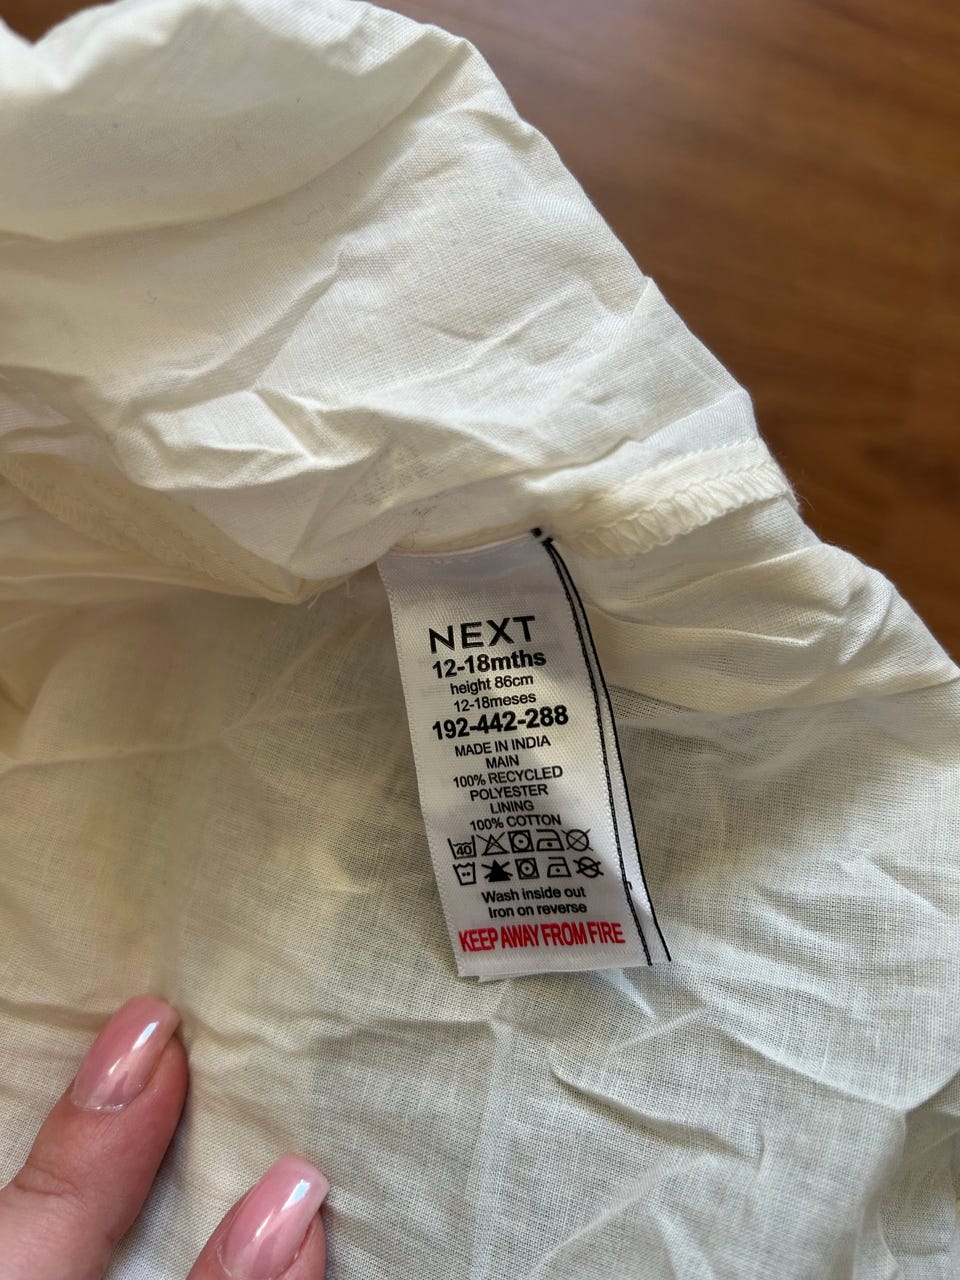 NEXT
12-18mths
height 86cm
12-18meses
192-442-288
MADE IN INDIA
MAIN
100% RECYCLED
POLYESTER
LINING
100% COTTON
40
Wash inside out
Iron on reverse
KEEP AWAY FROM FIRE